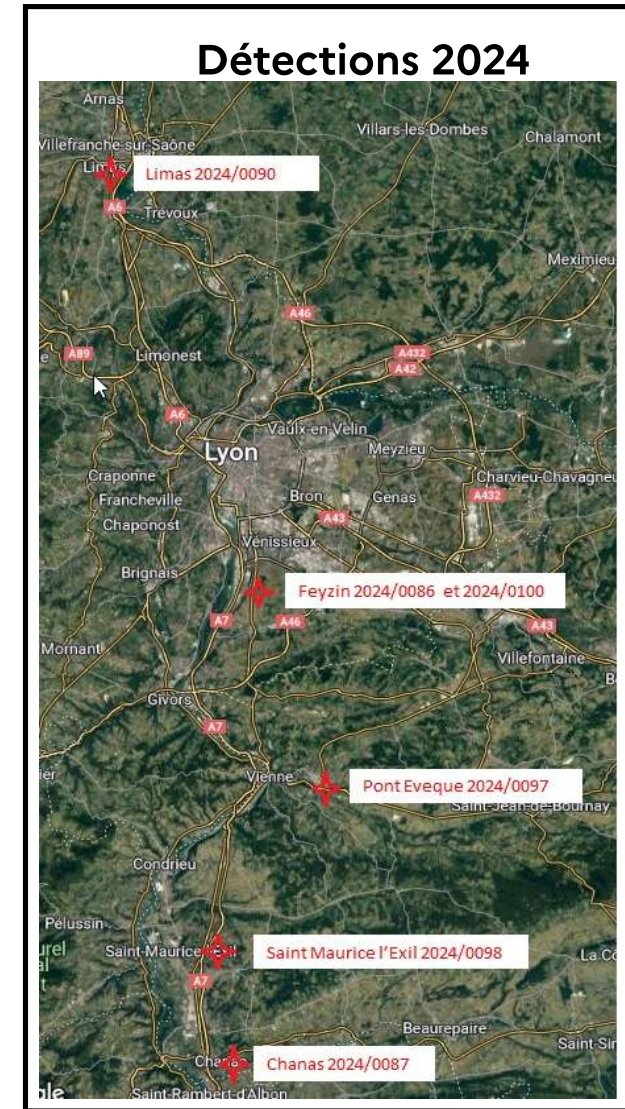 Détections 2024
Arnas
Villars-les-Dombes
Chalamont
Villefranche-sur-Saône
Limas
Limas 2024/0090
A6
Trévoux
Meximieu
A46
A89
Limonest
A432
A42
A6
Vaulx-en-Velin
Lyon
Meyzieu
Craponne
Charvieu-Chavagneu
Francheville
Bron
Genas
A432
Chaponost
A43
Vénissieux
Brignais
Feyzin 2024/0086 et 2024/0100
A7
A46
A43
Mornant
Villefontaine
Givors
A7
Vienne
Pont Eveque 2024/0097
Saint-Jean-de-Bournay
Condrieu
Pélussin
Saint-Maurice
Saint Maurice l'Exil 2024/0098
A7
Beaurepaire
Chanas
Chanas 2024/0087
Saint-Rambert-d'Albon